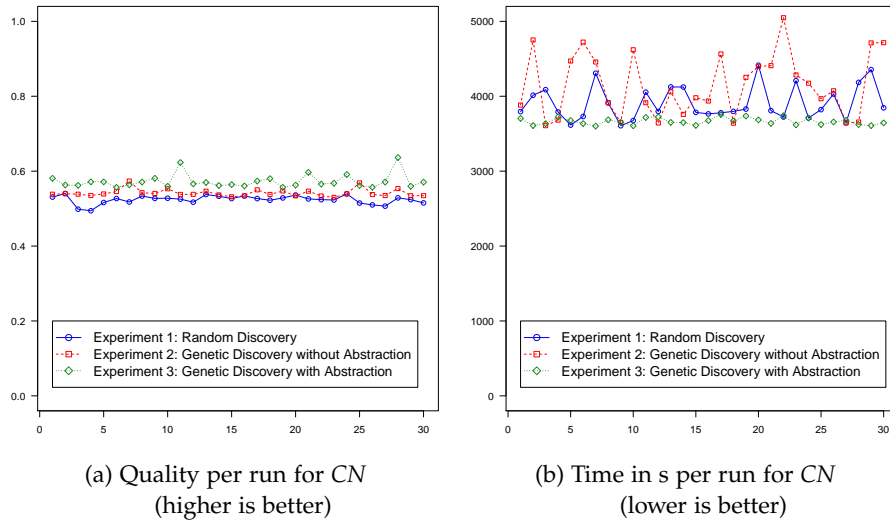 1.0
0.8
0.6
0.4
0.2
0.0
0 5 10 15 20 25 30
Experiment 1: Random Discovery
Experiment 2: Genetic Discovery without Abstraction
Experiment 3: Genetic Discovery with Abstraction
(a) Quality per run for CN
(higher is better)
5000
4000
3000
2000
1000
0
0 5 10 15 20 25 30
Experiment 1: Random Discovery
Experiment 2: Genetic Discovery without Abstraction
Experiment 3: Genetic Discovery with Abstraction
(b) Time in s per run for CN
(lower is better)